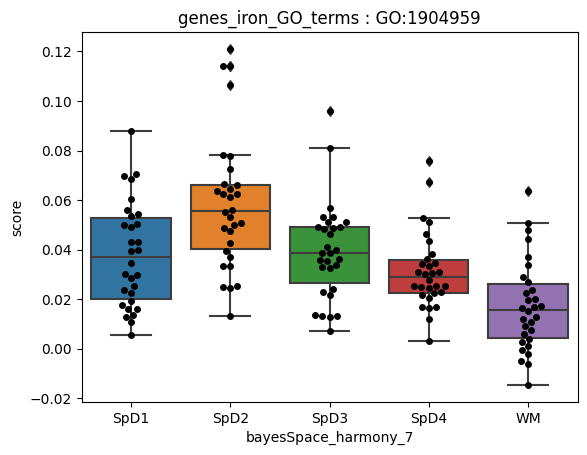 genes_iron_GO_terms : GO:1904959
0.12
0.10
0.08
0.06
0.04
0.02
0.00
−0.02
score
SpD1 SpD2 SpD3 SpD4 WM
bayesSpace_harmony_7